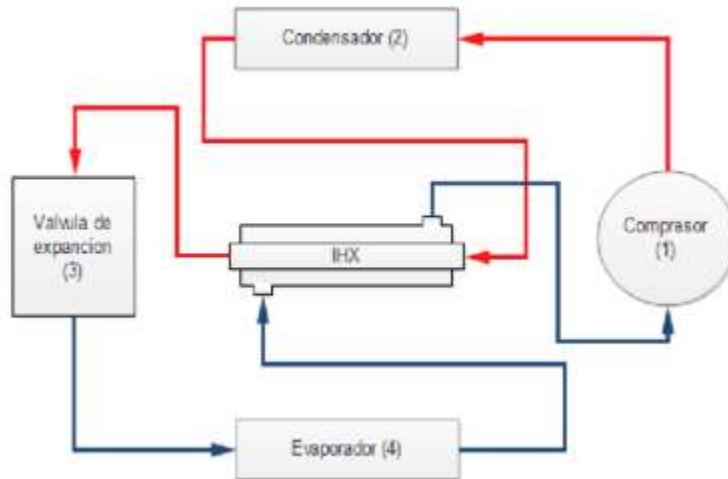 Condensador (2)
Valvula de
expancion
(3)
IHX
Compresor
(1)
Evaporador (4)